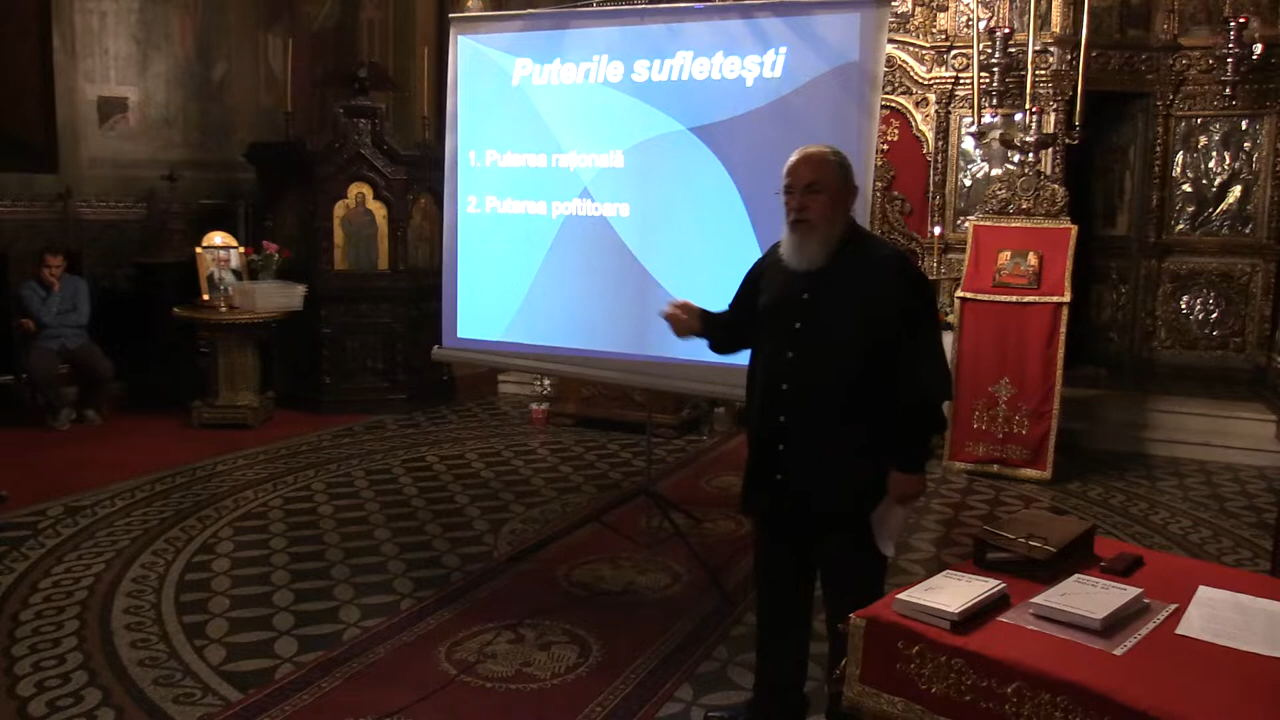 Puterile sufletești
1. Puterea rațională
2. Puterea poftitoare